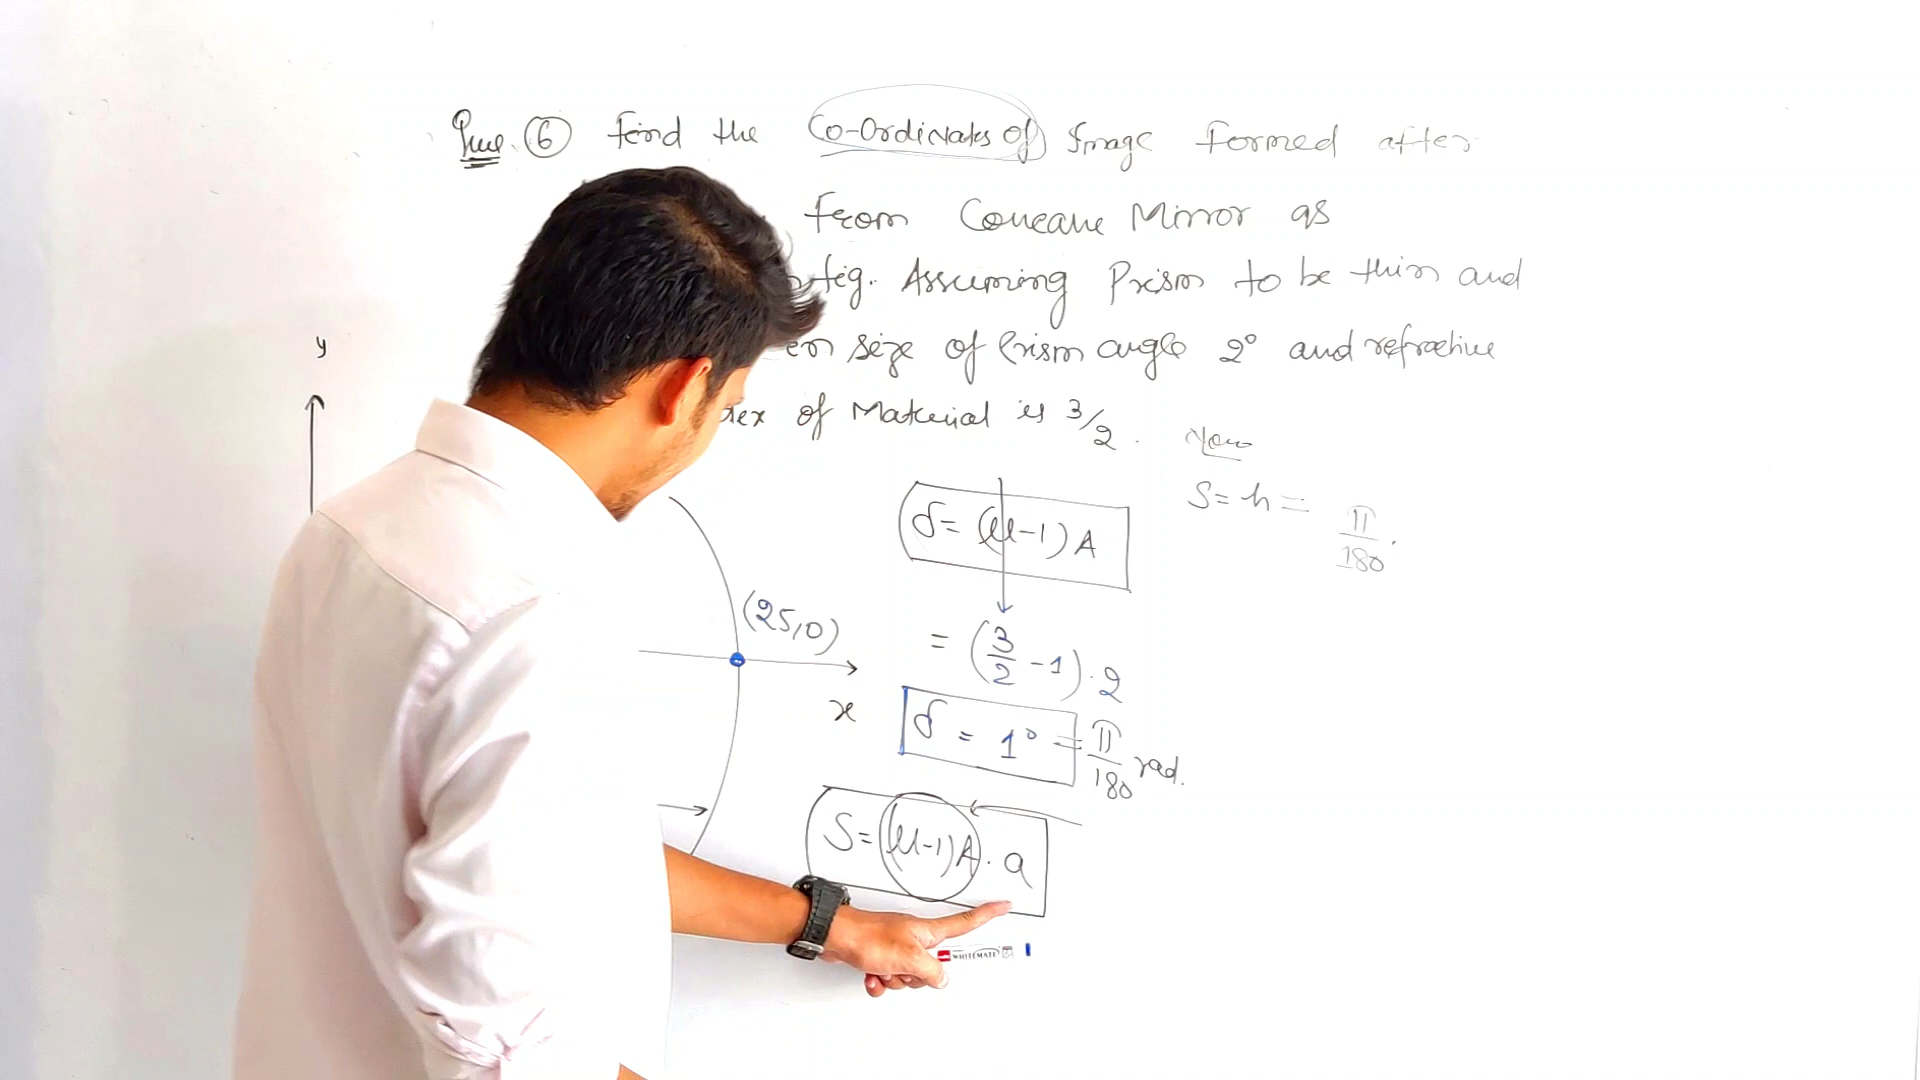 Que. 6 Find the Co-Ordinates of Image formed after
from Concave Mirror as
fig. Assuming Prism to be thin and
size of Prism angle 2° and refractive
of Material is 3/2.
y
Now
S = h = π/180.
δ = (μ-1) A
= (3/2 - 1) . 2
(25,0)
x
δ = 1° = π/180 rad.
S = (μ-1)A . a
WHITEMATE